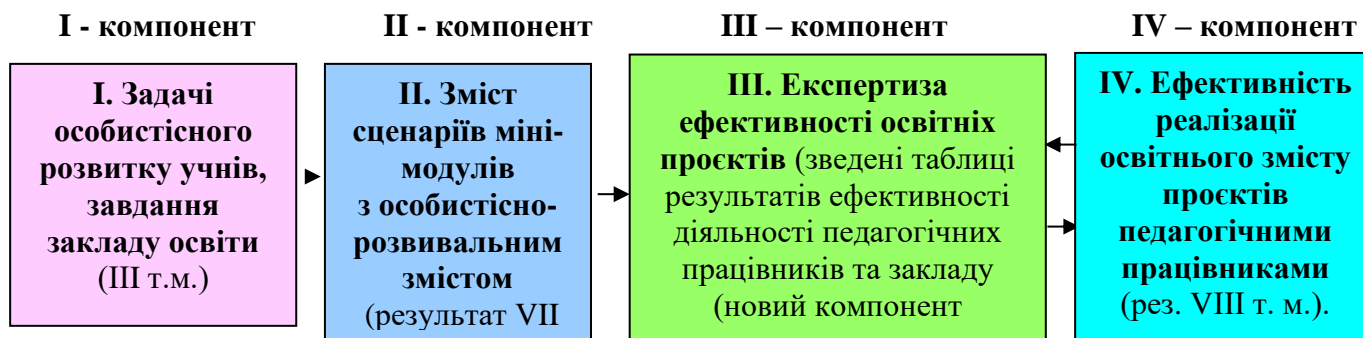 I - компонент
II - компонент
III – компонент
IV – компонент
I. Задачі
особистісного
розвитку учнів,
завдання
закладу освіти
(III т.м.)
II. Зміст
сценаріїв міні-
модулів
з особистісно-
розвивальним
змістом
(результат VII
III. Експертиза
ефективності освітніх
проєктів (зведені таблиці
результатів ефективності
діяльності педагогічних
працівників та закладу
(новий компонент
IV. Ефективність
реалізації
освітнього змісту
проєктів
педагогічними
працівниками
(рез. VIII т. м.).